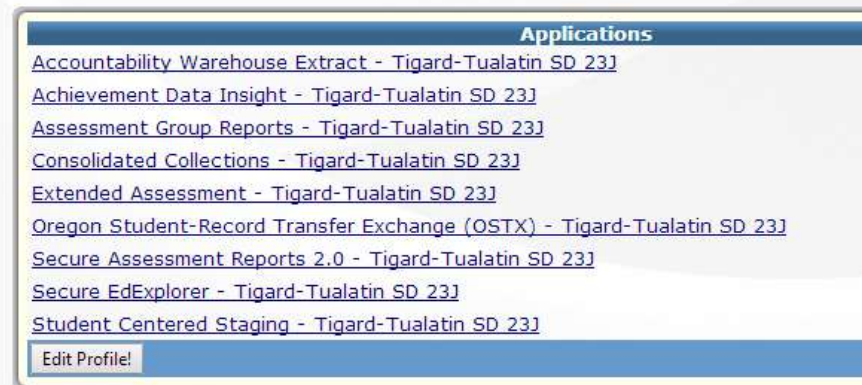 Applications
Accountability Warehouse Extract - Tigard-Tualatin SD 23J
Achievement Data Insight - Tigard-Tualatin SD 23J
Assessment Group Reports - Tigard-Tualatin SD 23J
Consolidated Collections - Tigard-Tualatin SD 23J
Extended Assessment - Tigard-Tualatin SD 23J
Oregon Student-Record Transfer Exchange (OSTX) - Tigard-Tualatin SD 23J
Secure Assessment Reports 2.0 - Tigard-Tualatin SD 23J
Secure EdExplorer - Tigard-Tualatin SD 23J
Student Centered Staging - Tigard-Tualatin SD 23J
Edit Profile!